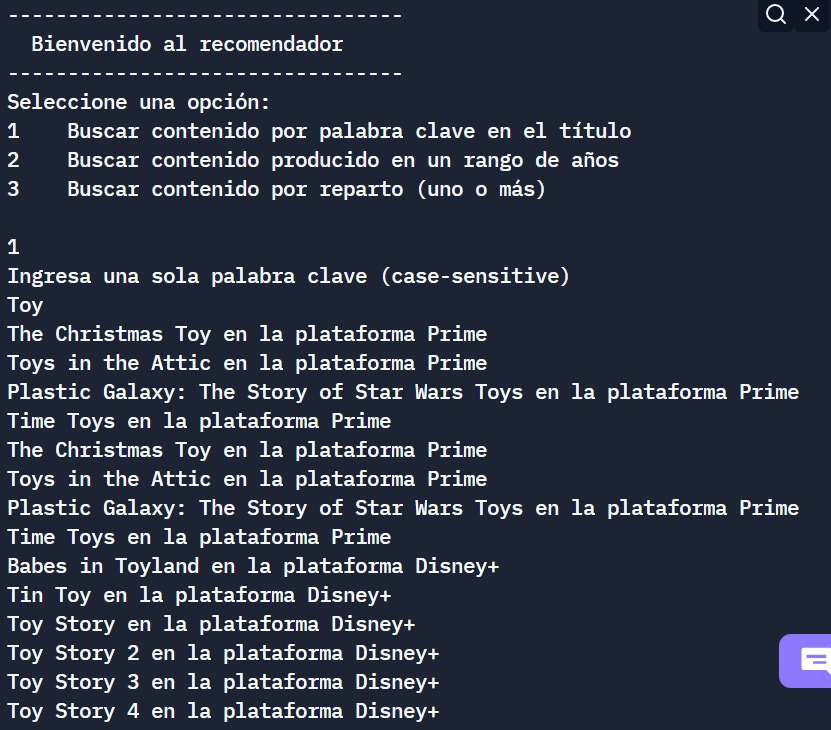 ---------------------------------
  Bienvenido al recomendador
---------------------------------
Seleccione una opción:
1    Buscar contenido por palabra clave en el título
2    Buscar contenido producido en un rango de años
3    Buscar contenido por reparto (uno o más)

1
Ingresa una sola palabra clave (case-sensitive)
Toy
The Christmas Toy en la plataforma Prime
Toys in the Attic en la plataforma Prime
Plastic Galaxy: The Story of Star Wars Toys en la plataforma Prime
Time Toys en la plataforma Prime
The Christmas Toy en la plataforma Prime
Toys in the Attic en la plataforma Prime
Plastic Galaxy: The Story of Star Wars Toys en la plataforma Prime
Time Toys en la plataforma Prime
Babes in Toyland en la plataforma Disney+
Tin Toy en la plataforma Disney+
Toy Story en la plataforma Disney+
Toy Story 2 en la plataforma Disney+
Toy Story 3 en la plataforma Disney+
Toy Story 4 en la plataforma Disney+